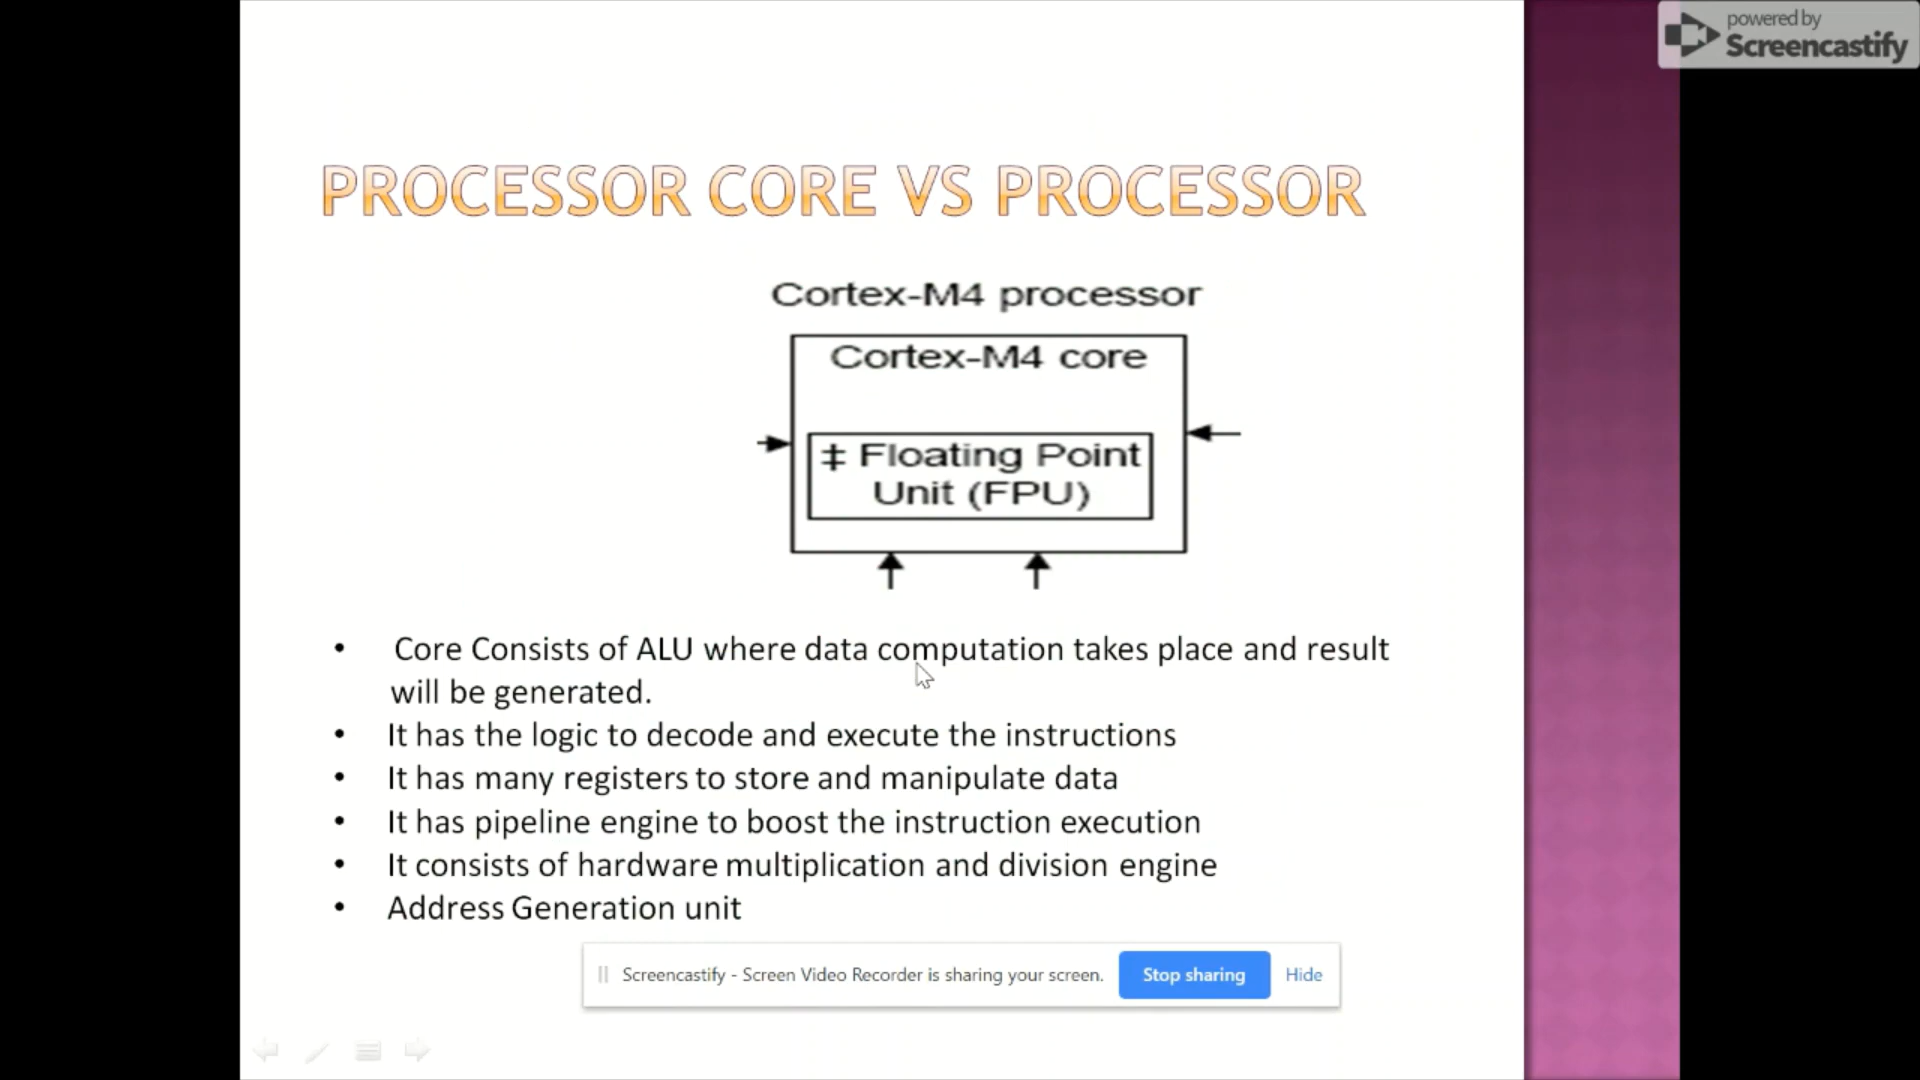 powered by
Screencastify
PROCESSOR CORE VS PROCESSOR
Cortex-M4 processor
Cortex-M4 core
‡ Floating Point
Unit (FPU)
• Core Consists of ALU where data computation takes place and result
will be generated.
• It has the logic to decode and execute the instructions
• It has many registers to store and manipulate data
• It has pipeline engine to boost the instruction execution
• It consists of hardware multiplication and division engine
• Address Generation unit
Screencastify - Screen Video Recorder is sharing your screen. Stop sharing Hide